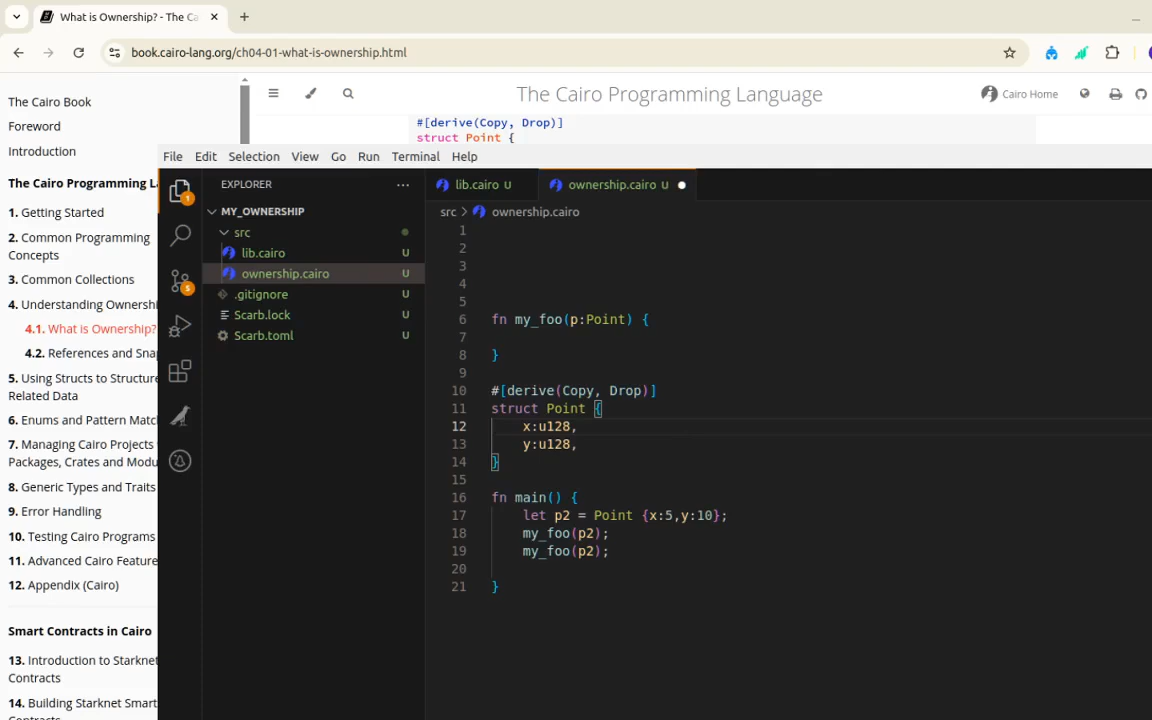 What is Ownership? - The Ca
book.cairo-lang.org/ch04-01-what-is-ownership.html
The Cairo Book
Foreword
Introduction
The Cairo Programming La
1. Getting Started
2. Common Programming
Concepts
3. Common Collections
4. Understanding Ownershi
4.1. What is Ownership?
4.2. References and Sna
5. Using Structs to Structure
Related Data
6. Enums and Pattern Matc
7. Managing Cairo Projects
Packages, Crates and Modu
8. Generic Types and Traits
9. Error Handling
10. Testing Cairo Programs
11. Advanced Cairo Feature
12. Appendix (Cairo)
Smart Contracts in Cairo
13. Introduction to Starknet
Contracts
14. Building Starknet Smart
Contracts
The Cairo Programming Language
Cairo Home
#[derive(Copy, Drop)]
struct Point {
File Edit Selection View Go Run Terminal Help
1
5
EXPLORER ...
MY_OWNERSHIP
src
lib.cairo U
ownership.cairo U
.gitignore U
Scarb.lock U
Scarb.toml U
lib.cairo U ownership.cairo U
src > ownership.cairo
1
2
3
4
5
6 fn my_foo(p:Point) {
7
8 }
9
10 #[derive(Copy, Drop)]
11 struct Point {
12 x:u128,
13 y:u128,
14 }
15
16 fn main() {
17 let p2 = Point {x:5,y:10};
18 my_foo(p2);
19 my_foo(p2);
20
21 }